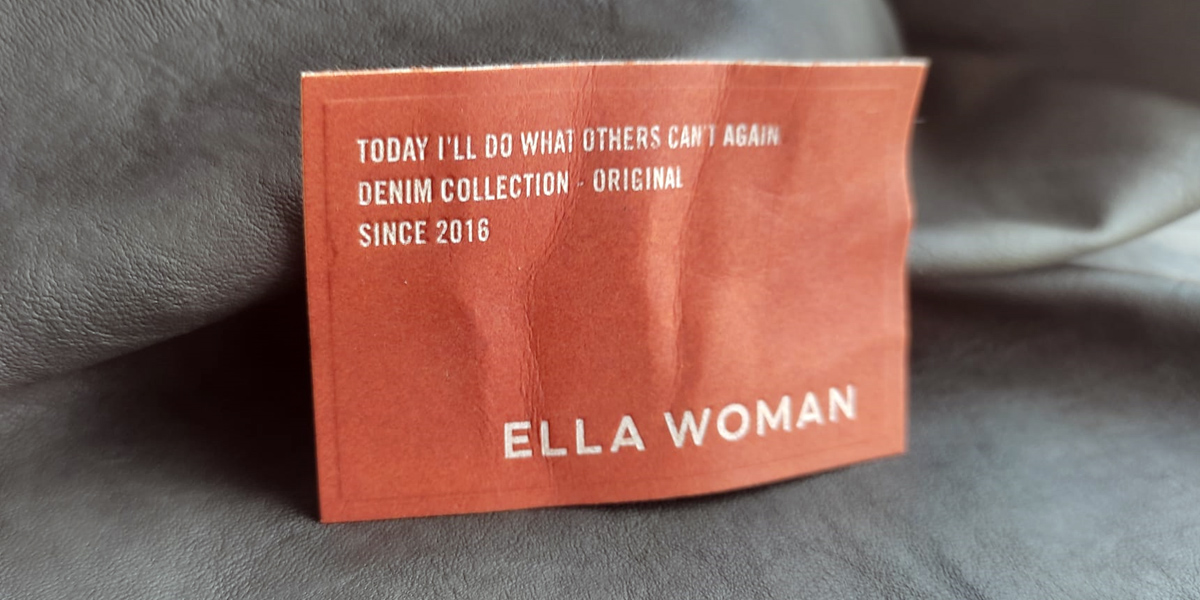 TODAY I'LL DO WHAT OTHERS CAN'T AGAIN
DENIM COLLECTION - ORIGINAL
SINCE 2016
ELLA WOMAN